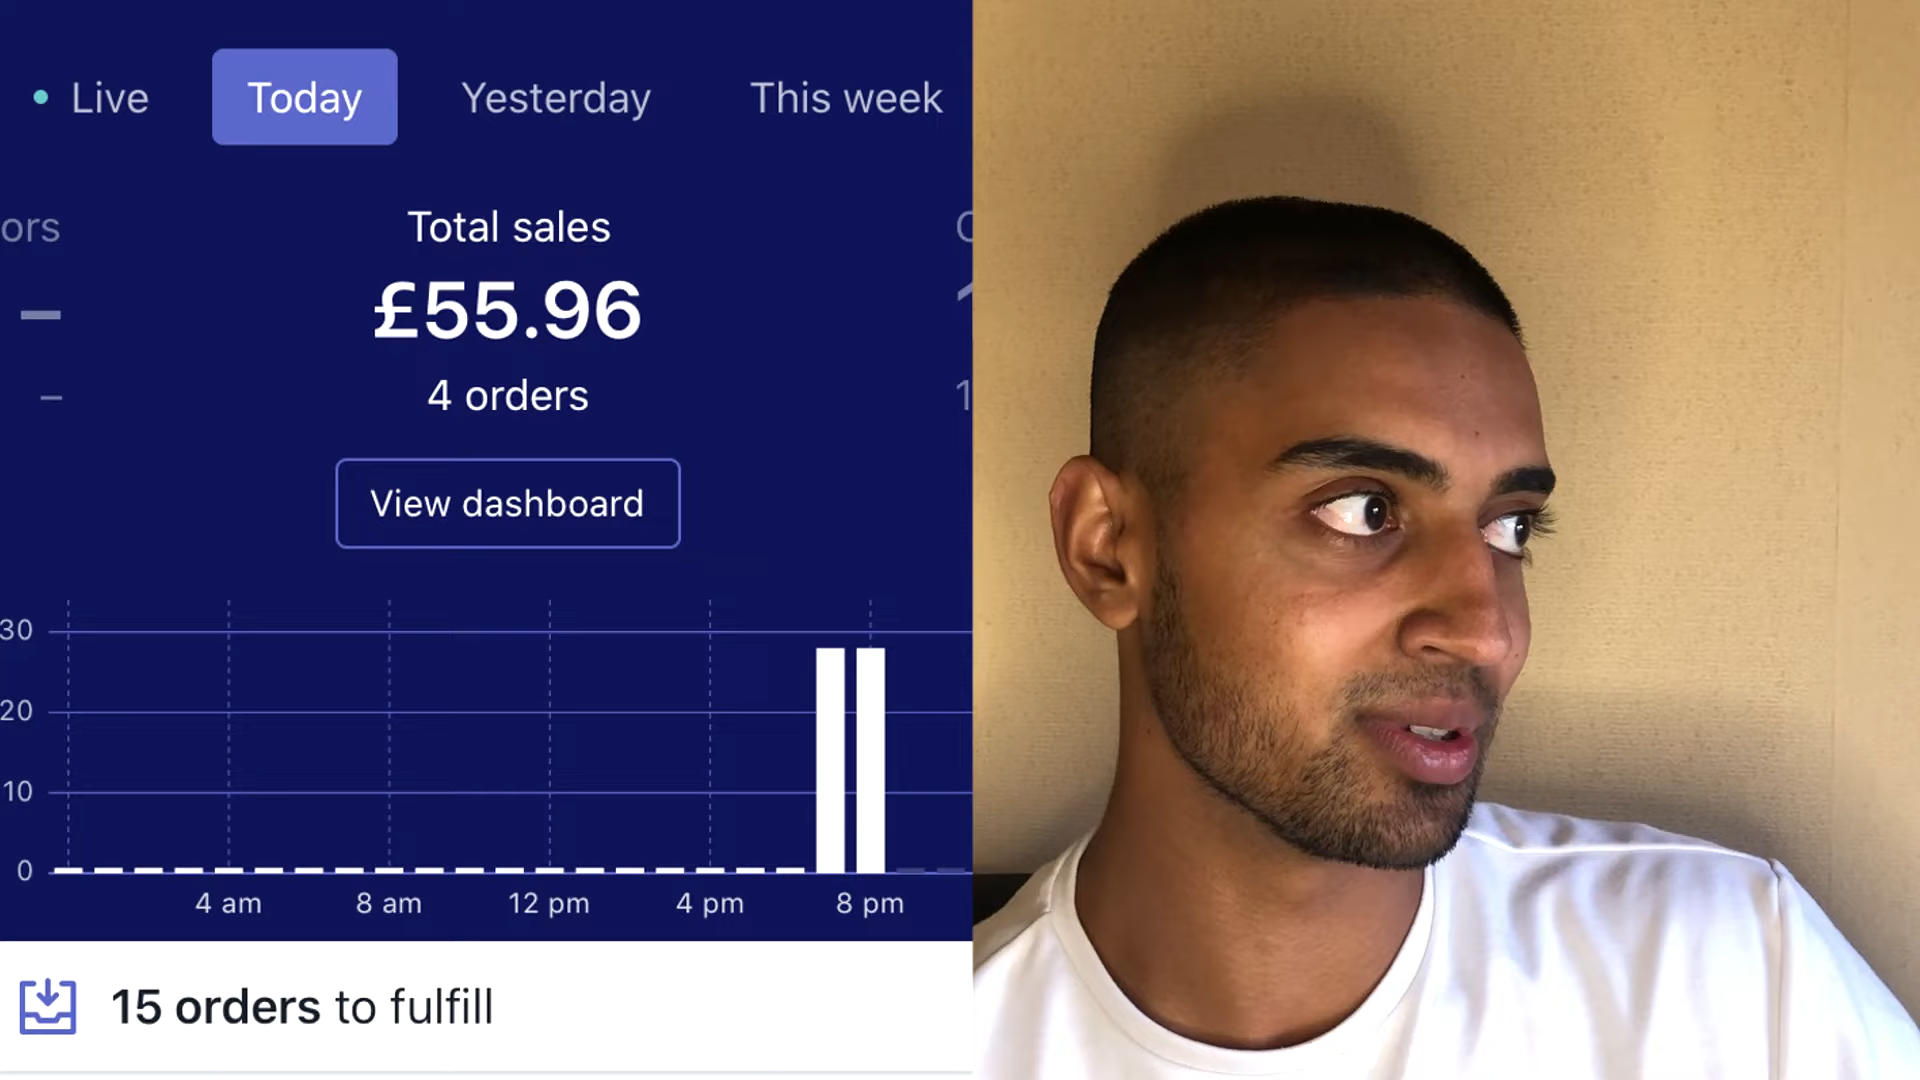 Live Today Yesterday This week
ors
Total sales
£55.96
4 orders
View dashboard
30
20
10
0
4 am 8 am 12 pm 4 pm 8 pm
15 orders to fulfill